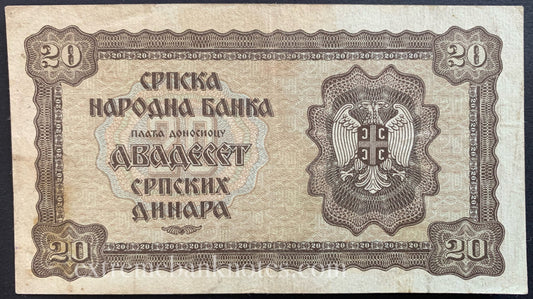 20 20
СРПСКА
НАРОДНА БАНКА
ПЛАЋА ДОНОСИОЦУ
ДВАДЕСЕТ
СРПСКИХ
ДИНАРА
20 20
extremebanknotes.com